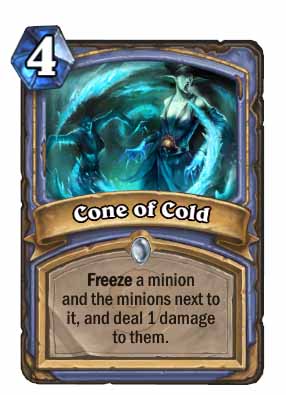 4
Cone of Cold
Freeze a minion
and the minions next to
it, and deal 1 damage
to them.